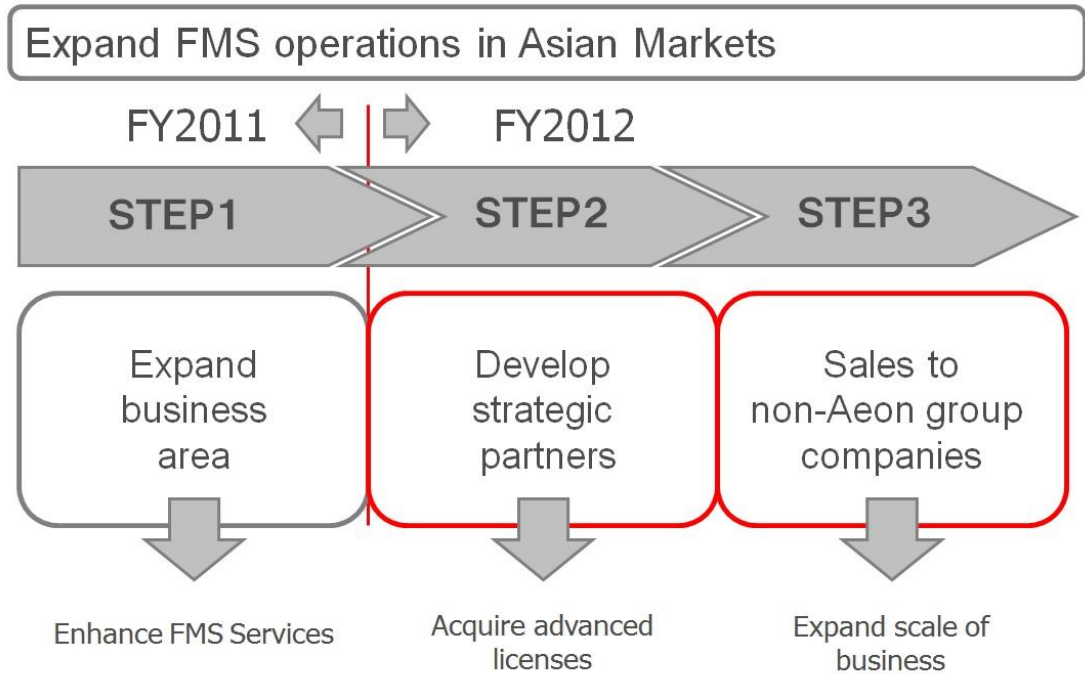 Expand FMS operations in Asian Markets
FY2011
FY2012
STEP1
STEP2
STEP3
Expand
business
area
Develop
strategic
partners
Sales to
non-Aeon group
companies
Enhance FMS Services
Acquire advanced
licenses
Expand scale of
business